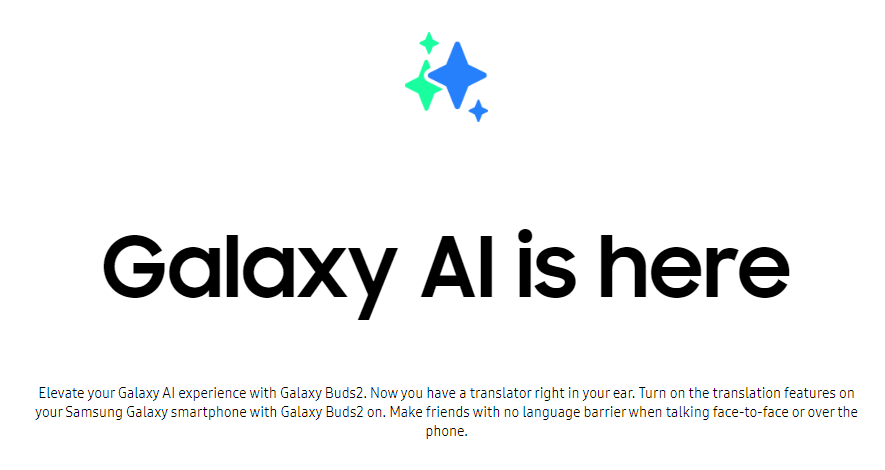 Galaxy AI is here
Elevate your Galaxy AI experience with Galaxy Buds2. Now you have a translator right in your ear. Turn on the translation features on
your Samsung Galaxy smartphone with Galaxy Buds2 on. Make friends with no language barrier when talking face-to-face or over the
phone.